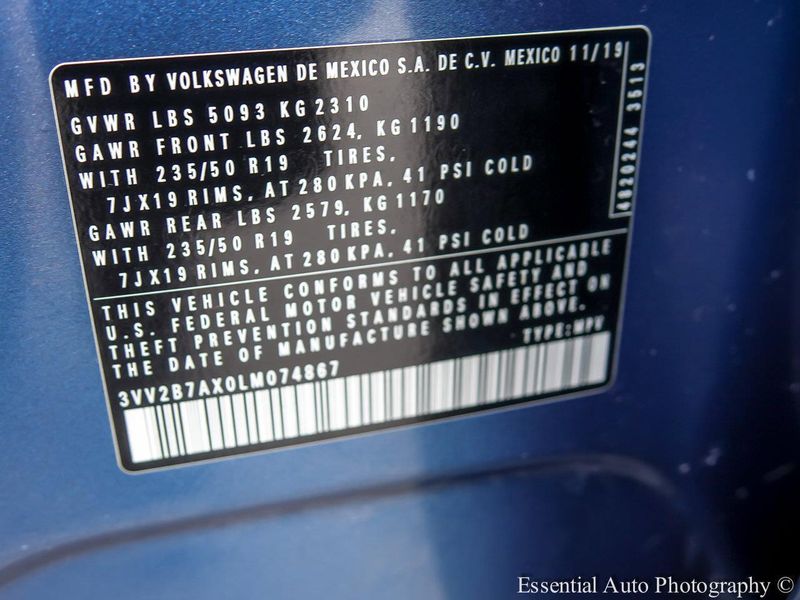 MFD BY VOLKSWAGEN DE MEXICO S.A. DE C.V. MEXICO 11/19
GVWR LBS 5093 KG 2310
GAWR FRONT LBS 2624, KG 1190
WITH 235/50 R19 TIRES,
7JX19 RIMS, AT 280 KPA, 41 PSI COLD
GAWR REAR LBS 2579, KG 1170
WITH 235/50 R19 TIRES,
7JX19 RIMS, AT 280 KPA, 41 PSI COLD
THIS VEHICLE CONFORMS TO ALL APPLICABLE
U.S. FEDERAL MOTOR VEHICLE SAFETY AND
THEFT PREVENTION STANDARDS IN EFFECT ON
THE DATE OF MANUFACTURE SHOWN ABOVE.
TYPE:MPV
3VV2B7AX0LM074867
3513
Essential Auto Photography ©